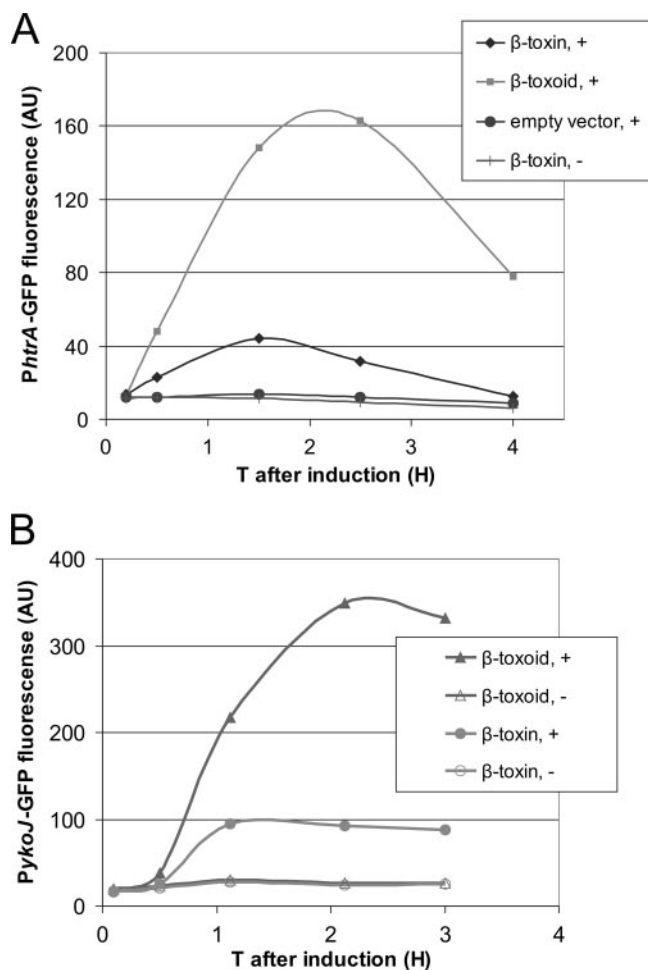 A
PhtrA-GFP fluorescence (AU)
200
160
120
80
40
0
0 1 2 3 4
T after induction (H)
β-toxin, +
β-toxoid, +
empty vector, +
β-toxin, -
B
PykoJ-GFP fluorescense (AU)
400
300
200
100
0
0 1 2 3
T after induction (H)
β-toxoid, +
β-toxoid, -
β-toxin, +
β-toxin, -